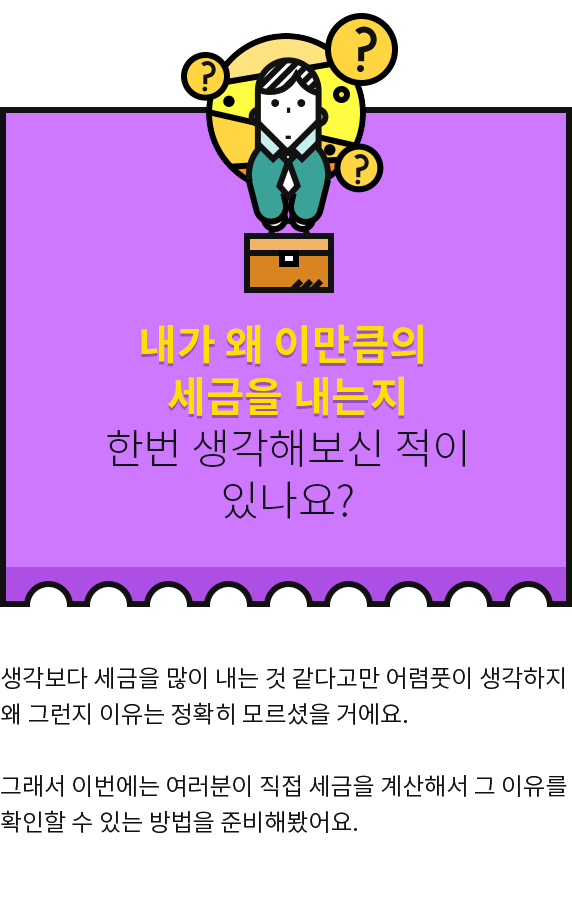 ?
?
?
내가 왜 이만큼의
세금을 내는지
한번 생각해보신 적이
있나요?
생각보다 세금을 많이 내는 것 같다고만 어렴풋이 생각하지
왜 그런지 이유는 정확히 모르셨을 거에요.
그래서 이번에는 여러분이 직접 세금을 계산해서 그 이유를
확인할 수 있는 방법을 준비해봤어요.